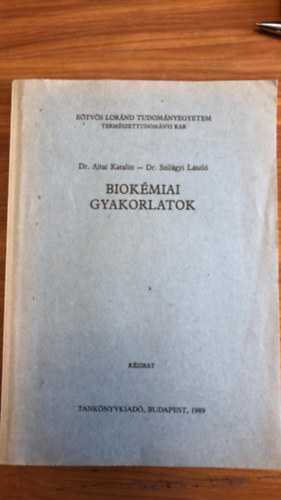 EÖTVÖS LORÁND TUDOMÁNYEGYETEM
TERMÉSZETTUDOMÁNYI KAR
Dr. Ajtai Katalin — Dr. Szilágyi László
BIOKÉMIAI
GYAKORLATOK
KÉZIRAT
TANKÖNYVKIADÓ, BUDAPEST, 1989